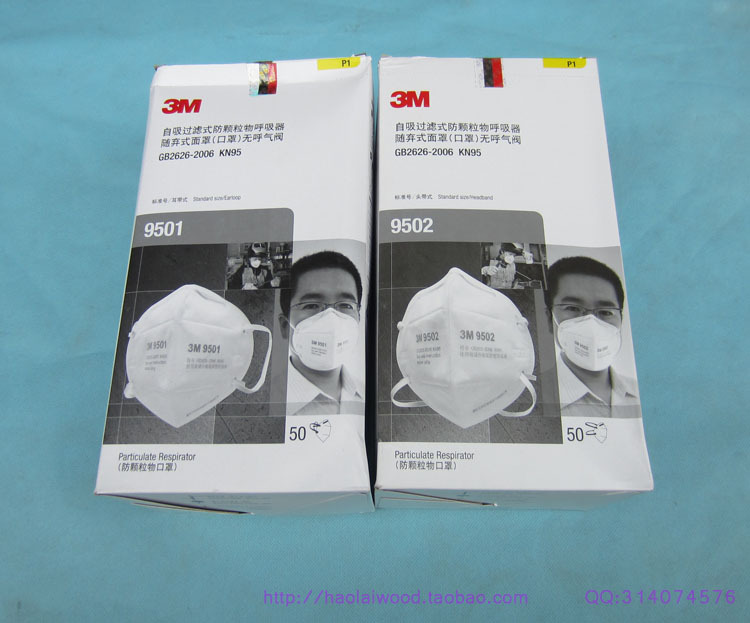 P1
3M
自吸过滤式防颗粒物呼吸器
随弃式面罩(口罩)无呼气阀
GB2626-2006 KN95
标准号/耳带式 Standard size/Earloop
9501
3M 9501
3M 9501
50
Particulate Respirator
(防颗粒物口罩)
P1
3M
自吸过滤式防颗粒物呼吸器
随弃式面罩(口罩)无呼气阀
GB2626-2006 KN95
标准号/头带式 Standard size/Headband
9502
3M 9502
3M 9502
50
Particulate Respirator
(防颗粒物口罩)
http://haolaiwood.taobao.com
QQ:314074576